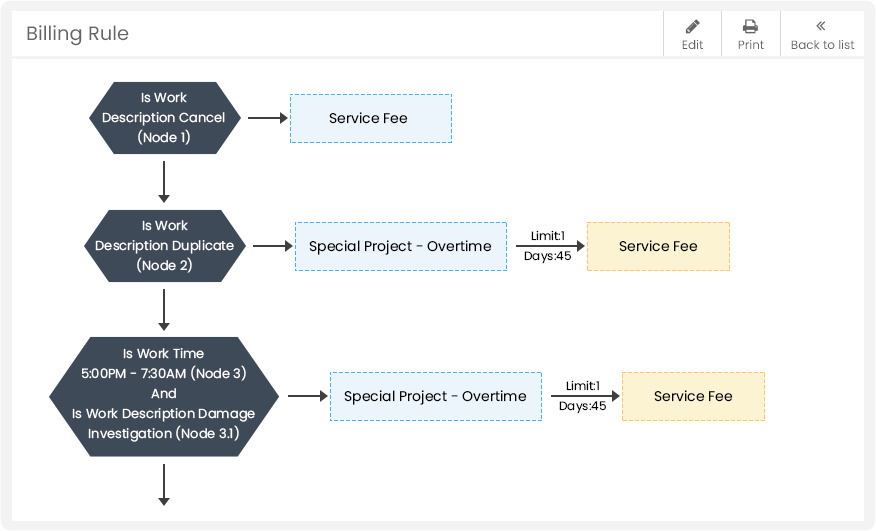 Billing Rule
Edit
Print
Back to list
Is Work
Description Cancel
(Node 1)
Service Fee
Is Work
Description Duplicate
(Node 2)
Special Project - Overtime
Limit:1
Days:45
Service Fee
Is Work Time
5:00PM - 7:30AM (Node 3)
And
Is Work Description Damage
Investigation (Node 3.1)
Special Project - Overtime
Limit:1
Days:45
Service Fee